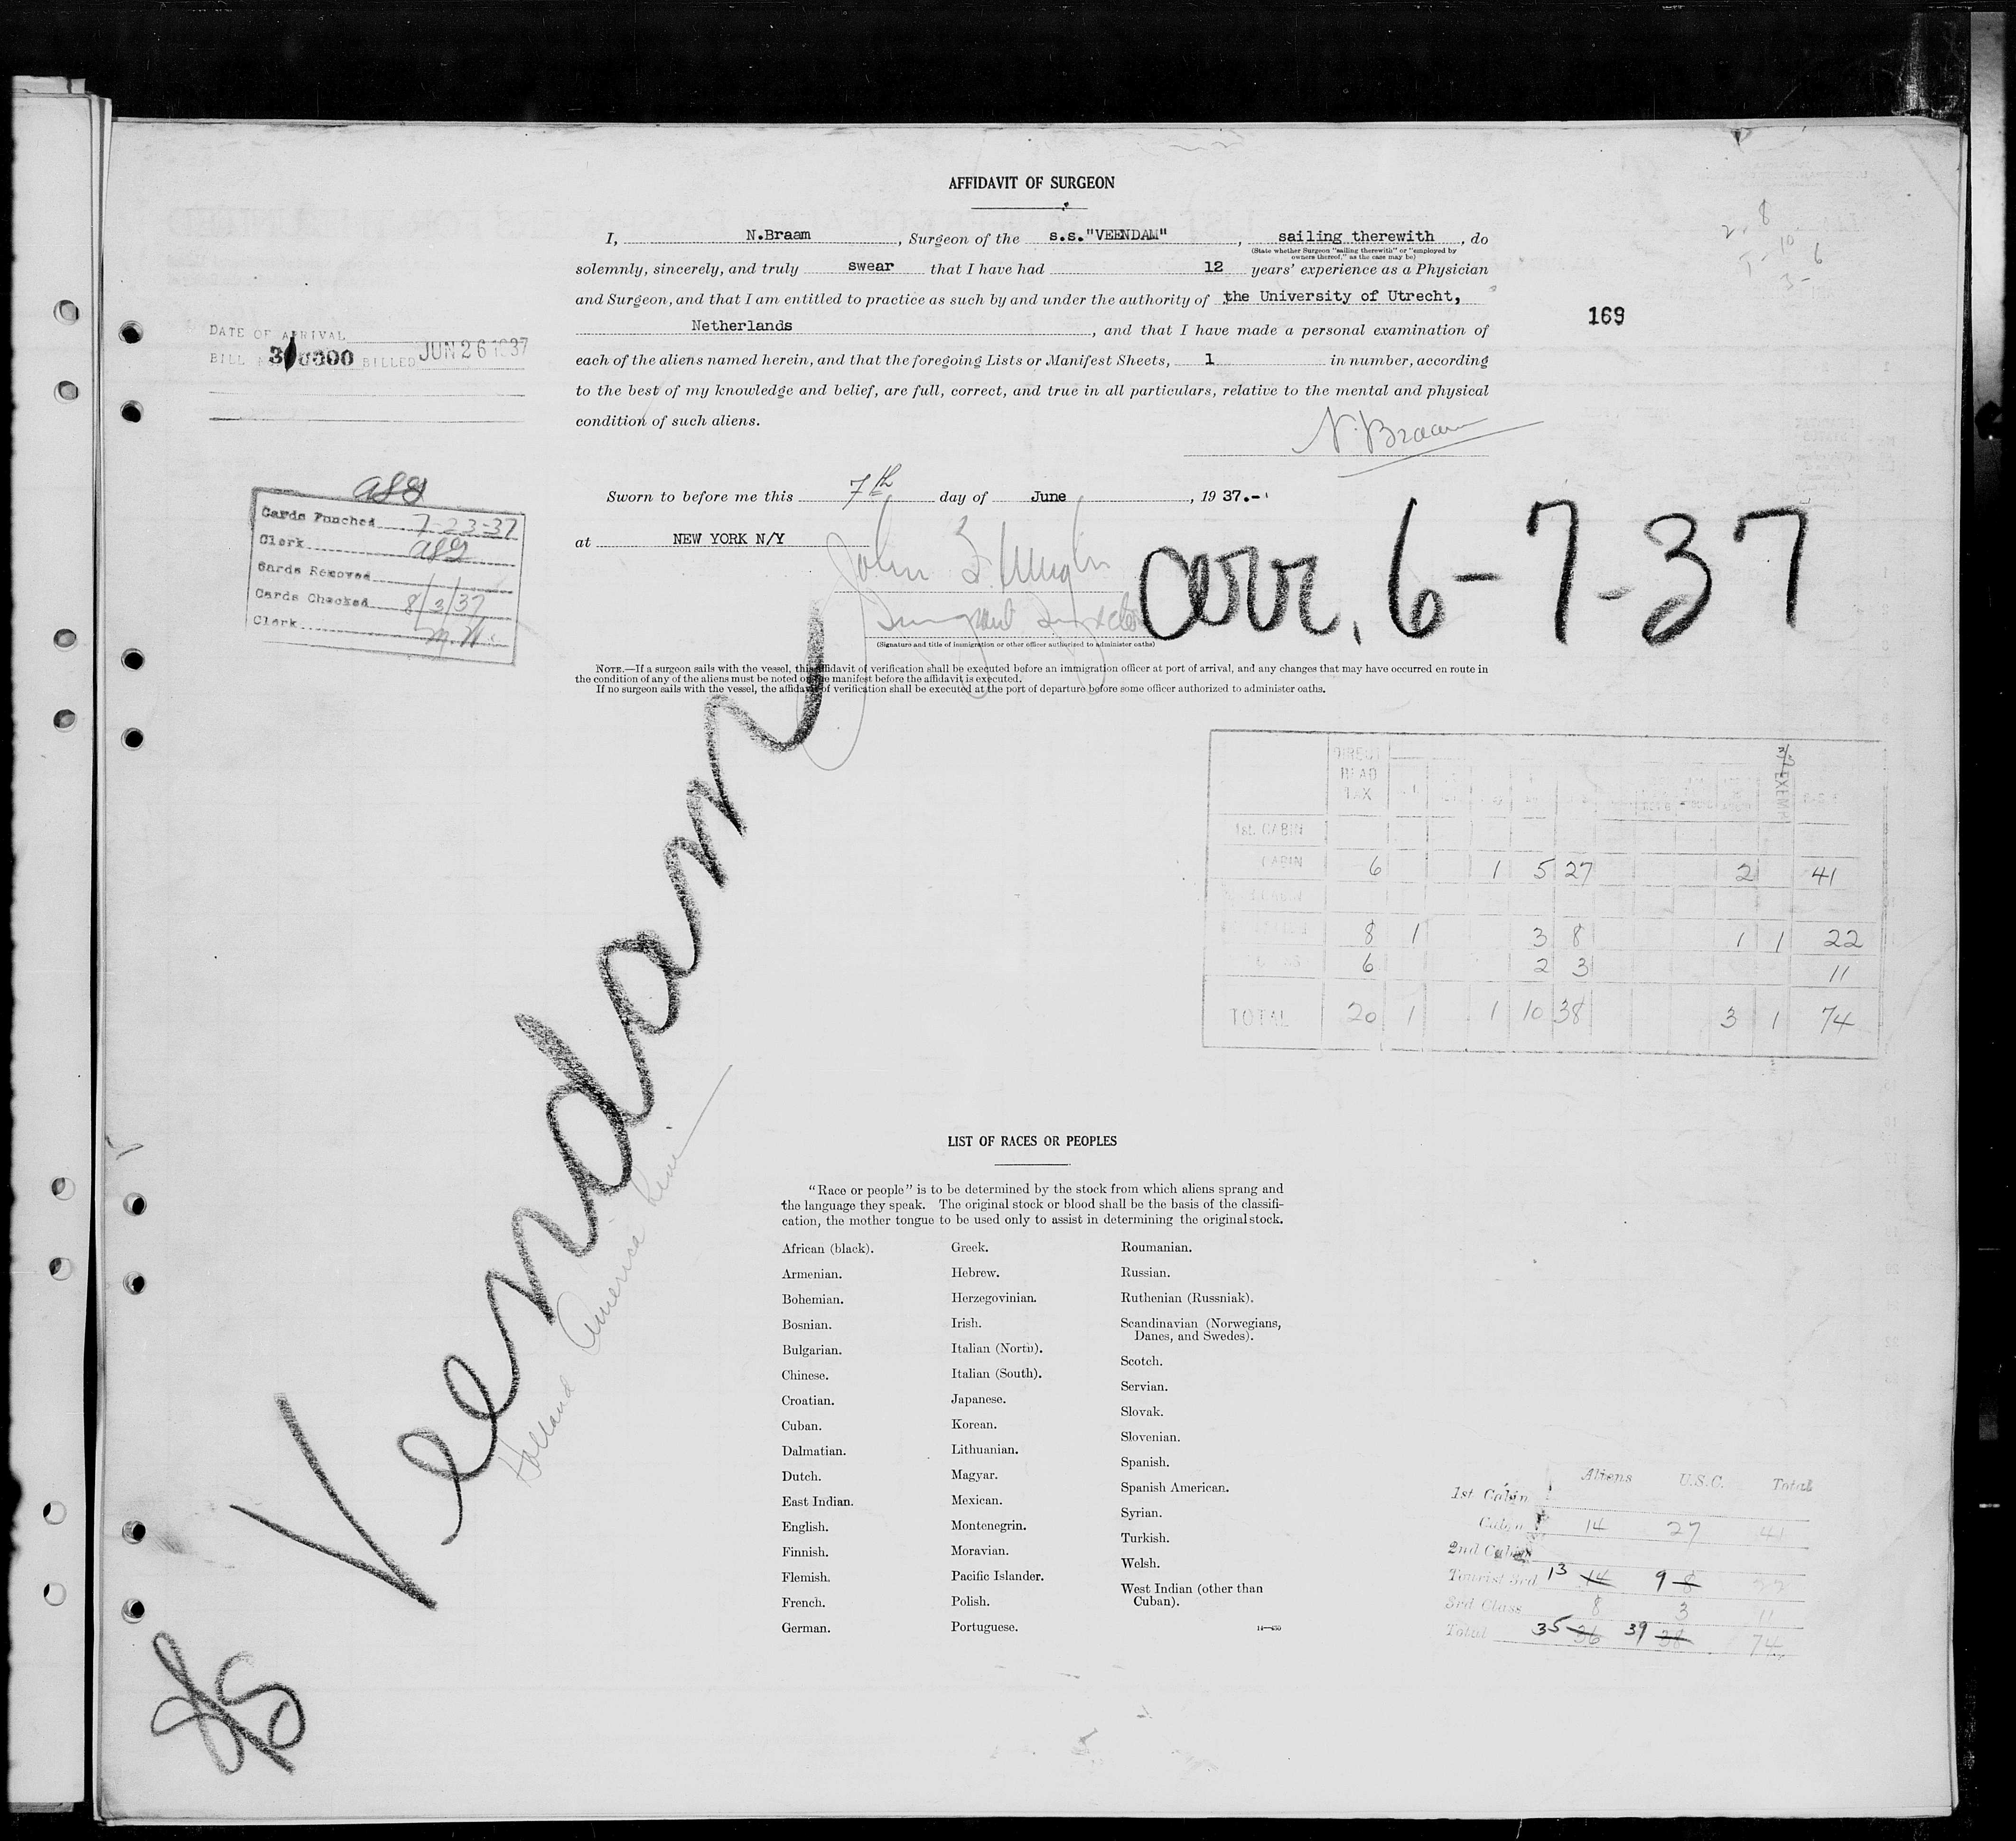 AFFIDAVIT OF SURGEON
I, N.Braam, Surgeon of the s.s."VEENDAM", sailing therewith, do
(State whether Surgeon "sailing therewith" or "employed by
owners thereof," as the case may be)
solemnly, sincerely, and truly swear that I have had 12 years' experience as a Physician
and Surgeon, and that I am entitled to practice as such by and under the authority of the University of Utrecht,
Netherlands, and that I have made a personal examination of
each of the aliens named herein, and that the foregoing Lists or Manifest Sheets, 1 in number, according
to the best of my knowledge and belief, are full, correct, and true in all particulars, relative to the mental and physical
condition of such aliens.
N. Braam
169
DATE OF ARRIVAL
BILL BILLED JUN 26 1937
Sworn to before me this 7th day of June, 1937.-
at NEW YORK N/Y
John
(Signature and title of immigration or other officer authorized to administer oaths)
arr. 6-7-37
Cards Punched 7-23-37
Clerk
Cards Removed
Cards Checked 8/3/37
Clerk M.W.
NOTE.—If a surgeon sails with the vessel, this affidavit of verification shall be executed before an immigration officer at port of arrival, and any changes that may have occurred en route in
the condition of any of the aliens must be noted on the manifest before the affidavit is executed.
If no surgeon sails with the vessel, the affidavit of verification shall be executed at the port of departure before some officer authorized to administer oaths.
Veendam
Holland America Line
DIRECT
HEAD
TAX
EXEMPT
1st. CABIN
CABIN 6 1 5 27 2 41
8 1 3 8 1 1 22
6 2 3 11
TOTAL 20 1 1 10 38 3 1 74
LIST OF RACES OR PEOPLES
"Race or people" is to be determined by the stock from which aliens sprang and
the language they speak. The original stock or blood shall be the basis of the classifi-
cation, the mother tongue to be used only to assist in determining the original stock.
African (black).
Armenian.
Bohemian.
Bosnian.
Bulgarian.
Chinese.
Croatian.
Cuban.
Dalmatian.
Dutch.
East Indian.
English.
Finnish.
Flemish.
French.
German.
Greek.
Hebrew.
Herzegovinian.
Irish.
Italian (North).
Italian (South).
Japanese.
Korean.
Lithuanian.
Magyar.
Mexican.
Montenegrin.
Moravian.
Pacific Islander.
Polish.
Portuguese.
Roumanian.
Russian.
Ruthenian (Russniak).
Scandinavian (Norwegians,
Danes, and Swedes).
Scotch.
Servian.
Slovak.
Slovenian.
Spanish.
Spanish American.
Syrian.
Turkish.
Welsh.
West Indian (other than
Cuban).
Aliens U.S.C. Total
1st Cabin
Cabin 14 27 41
2nd Cabin
Tourist 3rd 13 14 9 8 22
3rd Class 8 3 11
Total 35 36 39 38 74